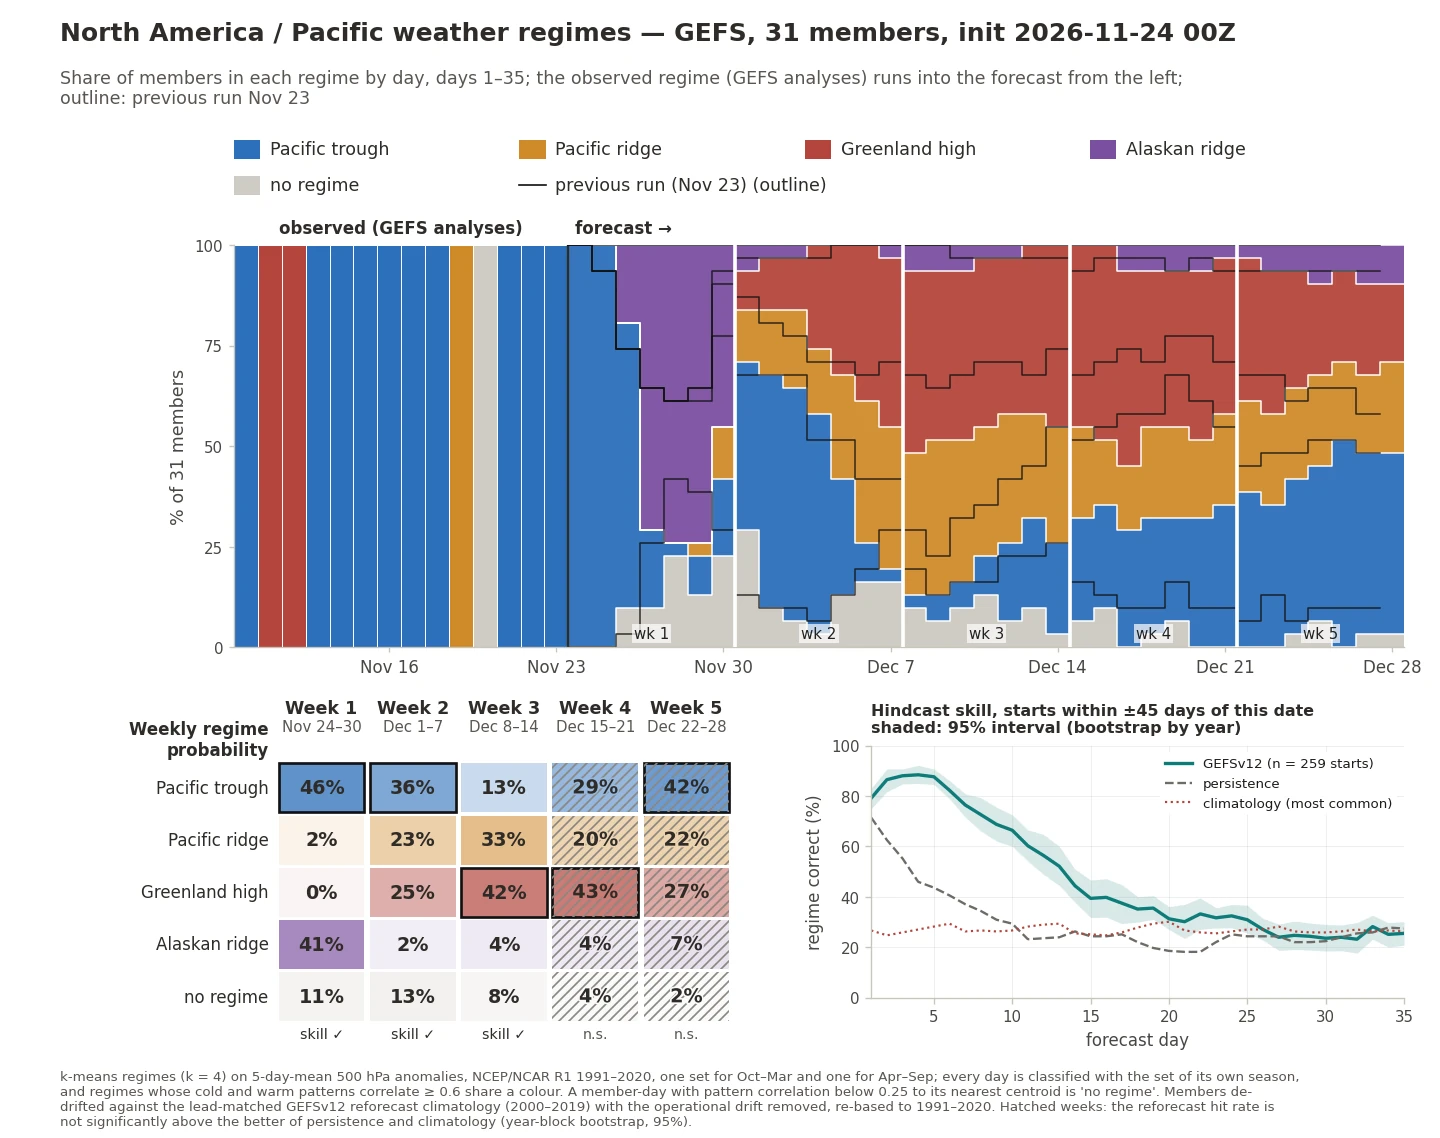 North America / Pacific weather regimes — GEFS, 31 members, init 2026-11-24 00Z
Share of members in each regime by day, days 1–35; the observed regime (GEFS analyses) runs into the forecast from the left;
outline: previous run Nov 23
Pacific trough
Pacific ridge
Greenland high
Alaskan ridge
no regime
previous run (Nov 23) (outline)
observed (GEFS analyses)
forecast →
% of 31 members
100
75
50
25
0
wk 1
wk 2
wk 3
wk 4
wk 5
Nov 16
Nov 23
Nov 30
Dec 7
Dec 14
Dec 21
Dec 28
Weekly regime
probability
Week 1 Week 2 Week 3 Week 4 Week 5
Nov 24–30 Dec 1–7 Dec 8–14 Dec 15–21 Dec 22–28
Pacific trough 46% 36% 13% 29% 42%
Pacific ridge 2% 23% 33% 20% 22%
Greenland high 0% 25% 42% 43% 27%
Alaskan ridge 41% 2% 4% 4% 7%
no regime 11% 13% 8% 4% 2%
skill ✓ skill ✓ skill ✓ n.s. n.s.
Hindcast skill, starts within ±45 days of this date
shaded: 95% interval (bootstrap by year)
GEFSv12 (n = 259 starts)
persistence
climatology (most common)
regime correct (%)
100
80
60
40
20
0
5
10
15
20
25
30
35
forecast day
k-means regimes (k = 4) on 5-day-mean 500 hPa anomalies, NCEP/NCAR R1 1991–2020, one set for Oct–Mar and one for Apr–Sep; every day is classified with the set of its own season,
and regimes whose cold and warm patterns correlate ≥ 0.6 share a colour. A member-day with pattern correlation below 0.25 to its nearest centroid is 'no regime'. Members de-
drifted against the lead-matched GEFSv12 reforecast climatology (2000–2019) with the operational drift removed, re-based to 1991–2020. Hatched weeks: the reforecast hit rate is
not significantly above the better of persistence and climatology (year-block bootstrap, 95%).